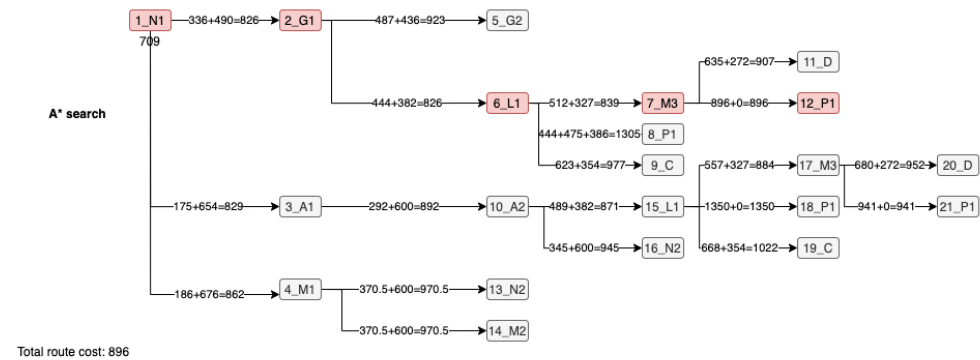 1_N1 336+490=826 2_G1 487+436=923 5_G2
709
635+272=907 11_D
444+382=826 6_L1 512+327=839 7_M3 896+0=896 12_P1
A* search
444+475+386=1305 8_P1
623+354=977 9_C 557+327=884 17_M3 680+272=952 20_D
175+654=829 3_A1 292+600=892 10_A2 489+382=871 15_L1 1350+0=1350 18_P1 941+0=941 21_P1
345+600=945 16_N2 668+354=1022 19_C
186+676=862 4_M1 370.5+600=970.5 13_N2
370.5+600=970.5 14_M2
Total route cost: 896